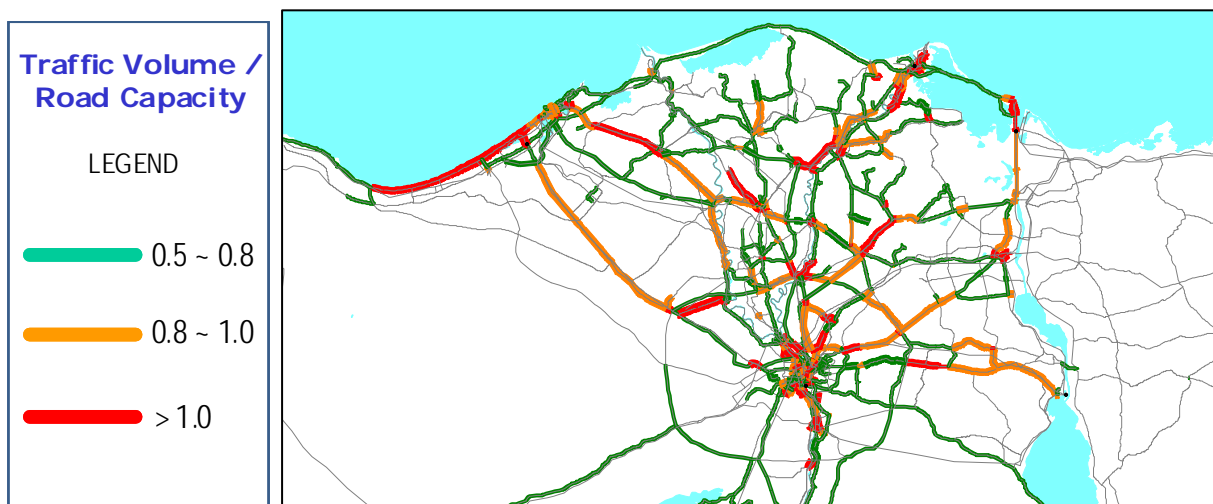 Traffic Volume /
Road Capacity
LEGEND
0.5 ~ 0.8
0.8 ~ 1.0
> 1.0